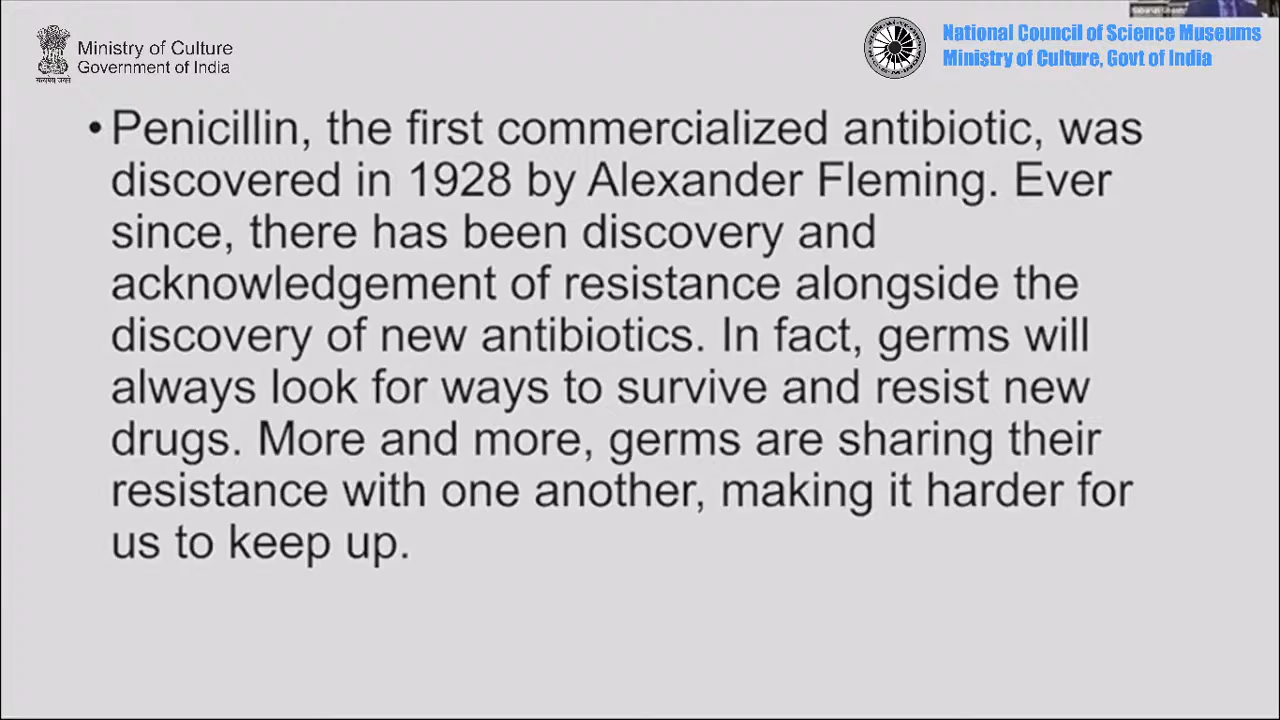 Ministry of Culture
Government of India
National Council of Science Museums
Ministry of Culture, Govt of India
• Penicillin, the first commercialized antibiotic, was
discovered in 1928 by Alexander Fleming. Ever
since, there has been discovery and
acknowledgement of resistance alongside the
discovery of new antibiotics. In fact, germs will
always look for ways to survive and resist new
drugs. More and more, germs are sharing their
resistance with one another, making it harder for
us to keep up.